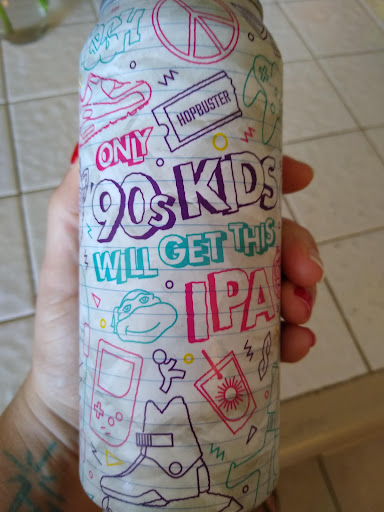 HOPBUSTER
ONLY
'90s KIDS
WILL GET THIS
IPA